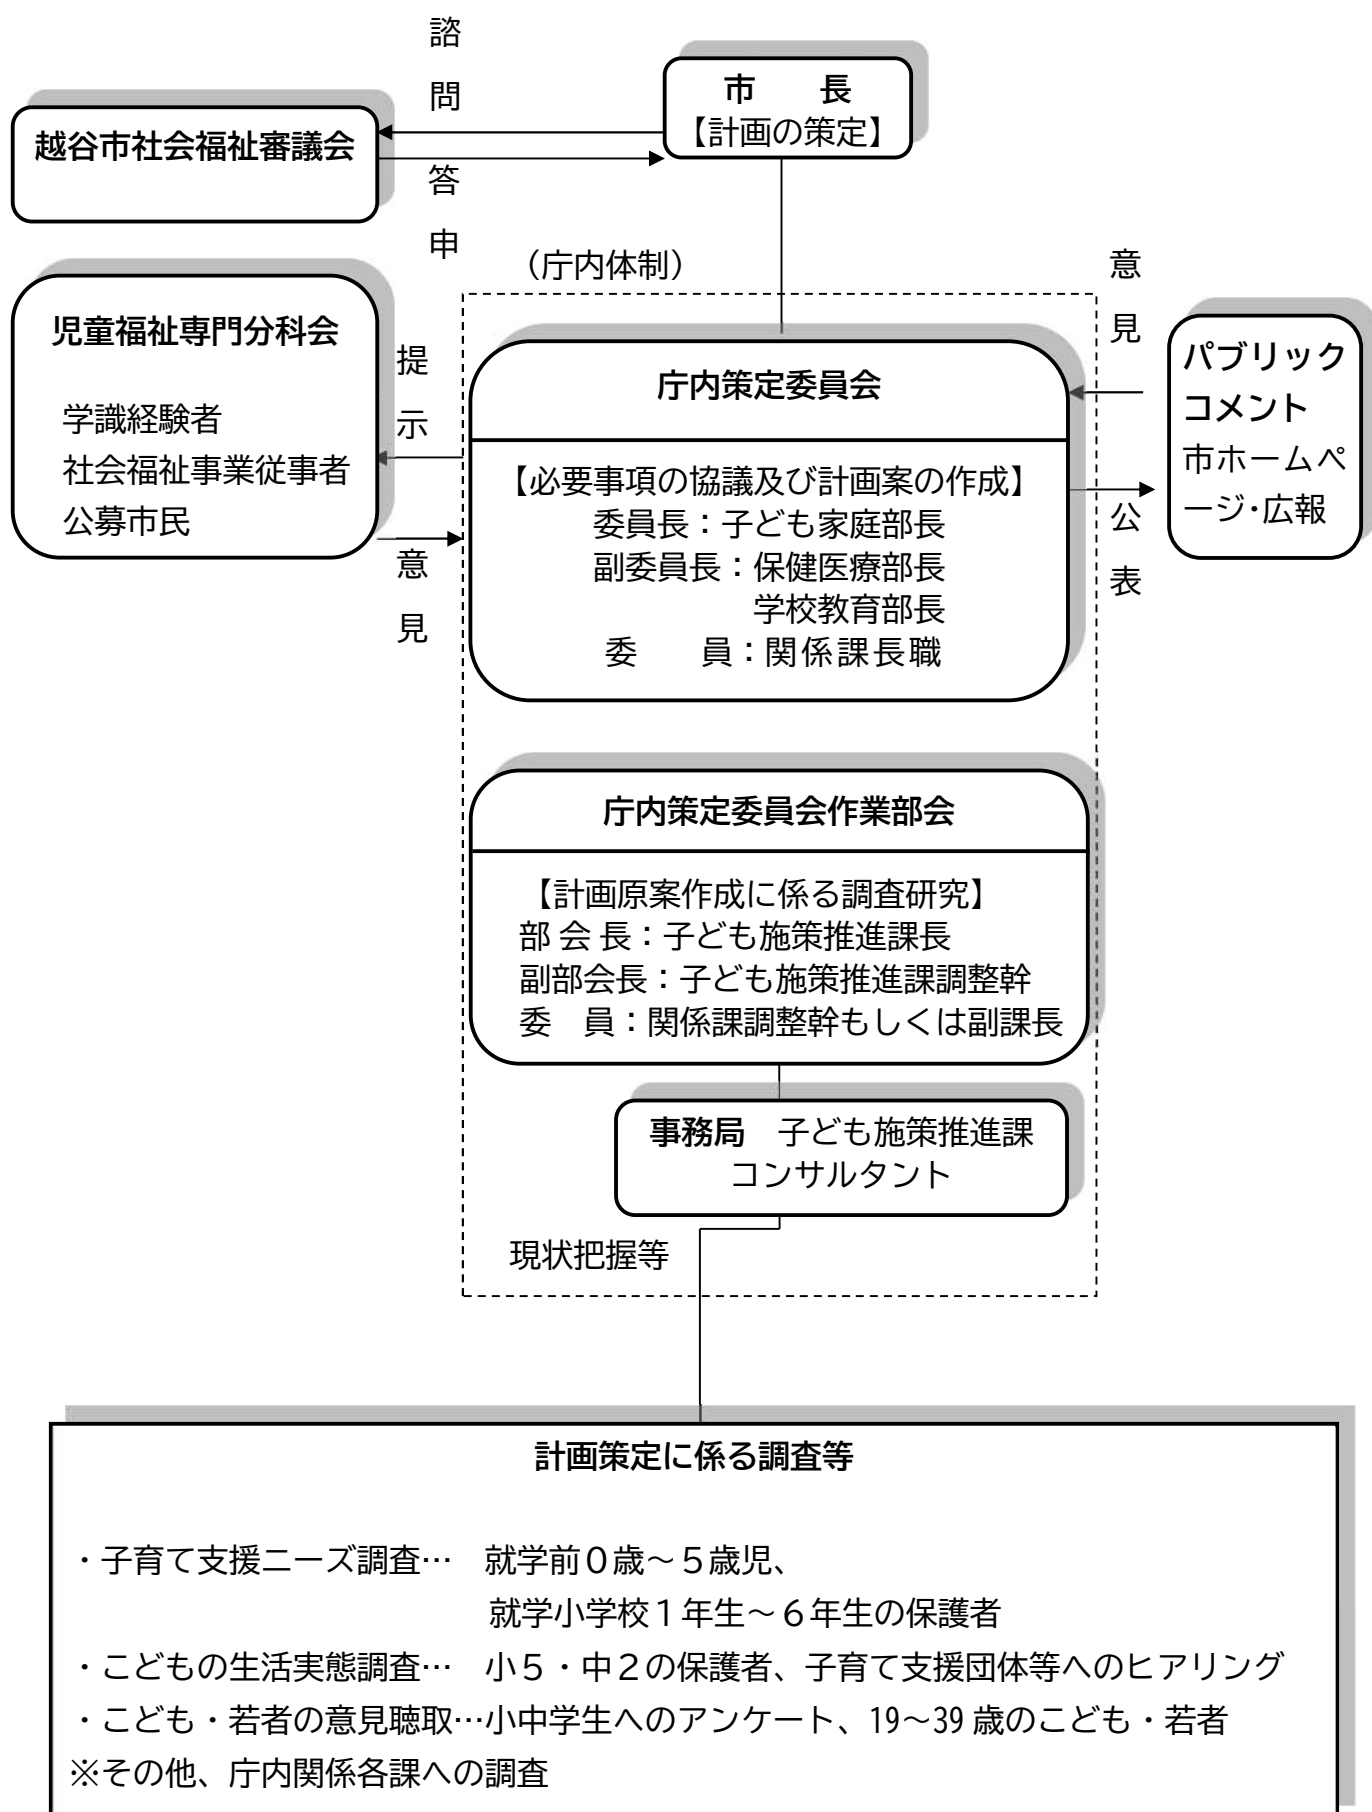 諮問
市　　長
【計画の策定】
越谷市社会福祉審議会
答申
（庁内体制）
児童福祉専門分科会
学識経験者
社会福祉事業従事者
公募市民
提示
意見
庁内策定委員会
【必要事項の協議及び計画案の作成】
委員長：子ども家庭部長
副委員長：保健医療部長
学校教育部長
委　　員：関係課長職
意見
公表
パブリック
コメント
市ホームペ
ージ･広報
庁内策定委員会作業部会
【計画原案作成に係る調査研究】
部 会 長：子ども施策推進課長
副部会長：子ども施策推進課調整幹
委　員：関係課調整幹もしくは副課長
事務局　子ども施策推進課
コンサルタント
現状把握等
計画策定に係る調査等
・子育て支援ニーズ調査…　就学前０歳～５歳児、
就学小学校１年生～６年生の保護者
・こどもの生活実態調査…　小５・中２の保護者、子育て支援団体等へのヒアリング
・こども・若者の意見聴取…小中学生へのアンケート、19～39 歳のこども・若者
※その他、庁内関係各課への調査